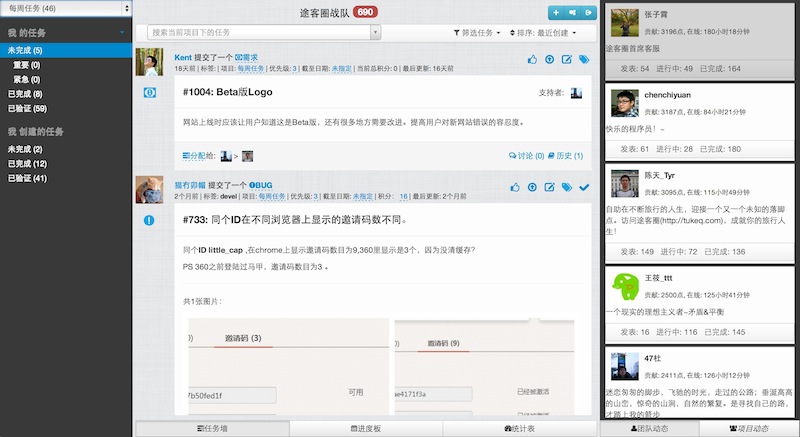 每周任务 (46)
我 的任务
未完成 (5)
重要 (0)
紧急 (0)
已完成 (8)
已验证 (59)
我 创建的任务
未完成 (2)
已完成 (12)
已验证 (41)
途客圈战队 690
搜索当前项目下的任务
筛选任务
排序: 最近创建
Kent 提交了一个 需求
16天前 | 标签: | 项目: 每周任务 | 优先级: 3 | 截至日期: 未指定 | 当前总积分: 0 | 最后更新: 16天前
#1004: Beta版Logo
支持者:
网站上线时应该让用户知道这是Beta版，还有很多地方需要改进。提高用户对新网站错误的容忍度。
分配给: >
讨论 (0) 历史 (1)
猫冇卯帽 提交了一个 BUG
2个月前 | 标签: devel | 项目: 每周任务 | 优先级: 3 | 截至日期: 未指定 | 积分: 16 | 最后更新: 2个月前
#733: 同个ID在不同浏览器上显示的邀请码数不同。
同个ID little_cap ,在chrome上显示邀请码数目为9,360里显示是3个，因为没清缓存?
PS 360之前登陆过马甲，邀请码数目为3 。
共1张图片:
0) 邀请码 (3)
7b50fed1f
可用
0) 邀请码 (9)
ae4171f3a
已经被激活
已经被激活
任务墙
进度板
统计表
张子霄
贡献: 3196点, 在线: 180小时18分钟
途客圈首席客服
发表: 54 进行中: 49 已完成: 164
chenchiyuan
贡献: 3187点, 在线: 84小时21分钟
快乐的程序员！~
发表: 61 进行中: 28 已完成: 180
陈天_Tyr
贡献: 3095点, 在线: 115小时49分钟
自助在不断旅行的人生，迎接一个又一个未知的落脚
点。访问途客圈(http://tukeq.com)，成就你的旅行人
生!
发表: 149 进行中: 72 已完成: 136
王莜_ttt
贡献: 2500点, 在线: 125小时41分钟
一个现实的理想主义者~矛盾&平衡
发表: 16 进行中: 116 已完成: 145
47杜
贡献: 2411点, 在线: 126小时12分钟
迷恋匆匆的脚步，飞驰的时光，走过的公路；垂涎高高
的山峦，惊奇的山涧，自然的繁复。是寻找自己的路，
才踏上我的箭步
团队动态
项目动态